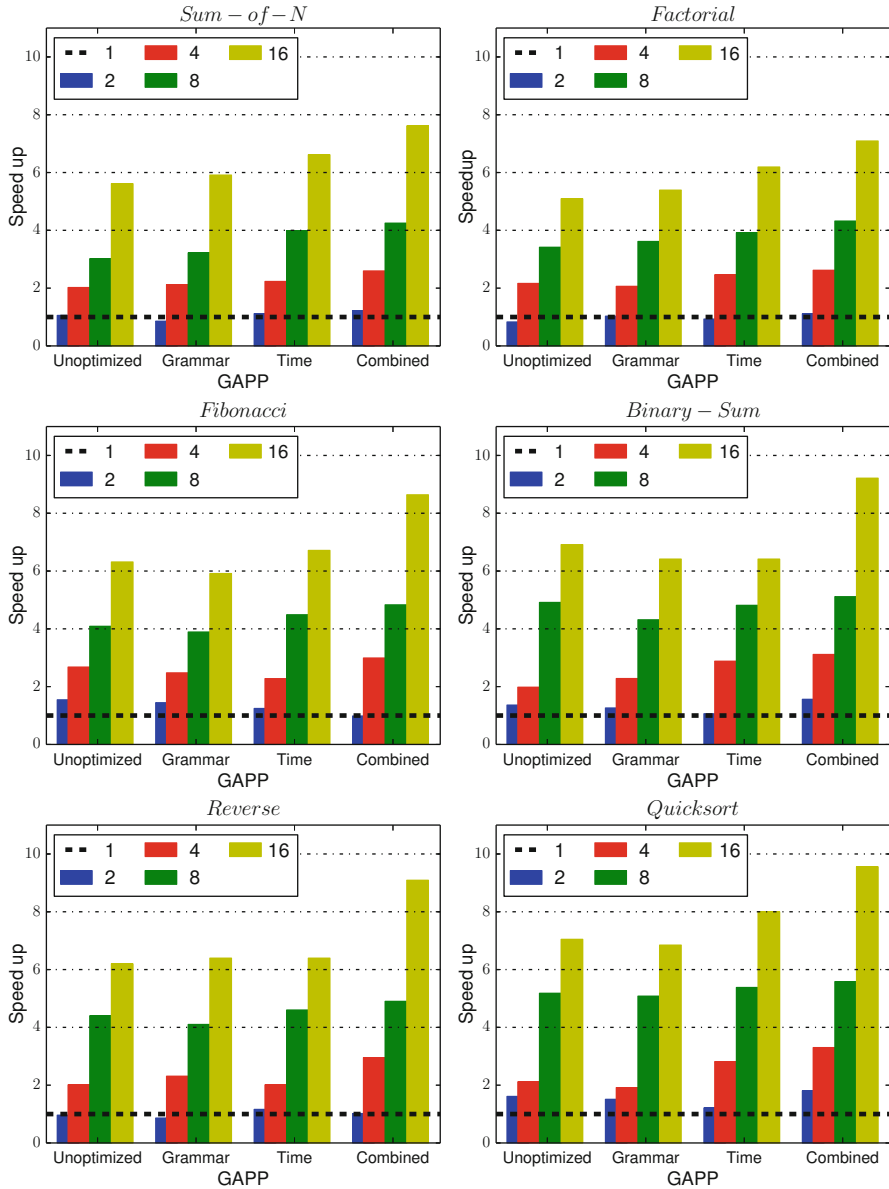 Sum − of − N
10
8
6
4
2
0
Speed up
1 4 16
2 8
Unoptimized Grammar Time Combined
GAPP
Factorial
10
8
6
4
2
0
Speedup
1 4 16
2 8
Unoptimized Grammar Time Combined
GAPP
Fibonacci
10
8
6
4
2
0
Speed up
1 4 16
2 8
Unoptimized Grammar Time Combined
GAPP
Binary − Sum
10
8
6
4
2
0
Speed up
1 4 16
2 8
Unoptimized Grammar Time Combined
GAPP
Reverse
10
8
6
4
2
0
Speed up
1 4 16
2 8
Unoptimized Grammar Time Combined
GAPP
Quicksort
10
8
6
4
2
0
Speed up
1 4 16
2 8
Unoptimized Grammar Time Combined
GAPP